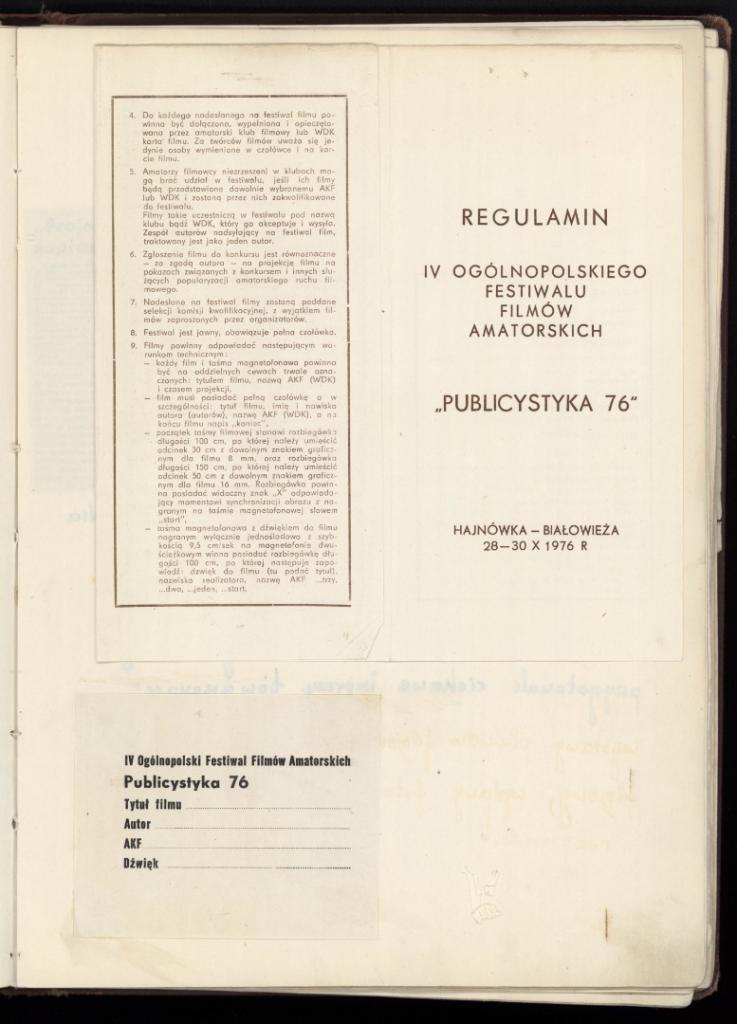 4. Do każdego nadesłanego na festiwal filmu po-
winna być dołączona, wypełniona i opieczęto-
wana przez amatorski klub filmowy lub WDK
karta filmu. Za twórców filmów uważa się je-
dynie osoby wymienione w czołówce i na kar-
cie filmu.
5. Amatorzy filmowcy niezrzeszeni w klubach mo-
gą brać udział w festiwalu, jeśli ich filmy
będą przedstawione dowolnie wybranemu AKF
lub WDK i zostaną przez nich zakwalifikowane
do festiwalu.
Filmy takie uczestniczą w festiwalu pod nazwą
klubu bądź WDK, który go akceptuje i wysyła.
Zespół autorów nadsyłający na festiwal film,
traktowany jest jako jeden autor.
6. Zgłoszenie filmu do konkursu jest równoznaczne
– za zgodą autora – na projekcję filmu na
pokazach związanych z konkursem i innych słu-
żących popularyzacji amatorskiego ruchu fil-
mowego.
7. Nadesłane na festiwal filmy zostaną poddane
selekcji komisji kwalifikacyjnej, z wyjątkiem fil-
mów zaproszonych przez organizatorów.
8. Festiwal jest jawny, obowiązuje pełna czołówka.
9. Filmy powinny odpowiadać następującym wa-
runkom technicznym:
– każdy film i taśma magnetofonowa powinna
być na oddzielnych cewach trwale ozna-
czonych: tytułem filmu, nazwą AKF (WDK)
i czasem projekcji,
– film musi posiadać pełną czołówkę a w
szczególności: tytuł filmu, imię i nawisko
autora (autorów), nazwę AKF (WDK), a na
końcu filmu napis „koniec",
– początek taśmy filmowej stanowi rozbiegówka
długości 100 cm, po której należy umieścić
odcinek 30 cm z dowolnym znakiem graficz-
nym dla filmu 8 mm, oraz rozbiegówka
długości 150 cm, po której należy umieścić
odcinek 50 cm z dowolnym znakiem graficz-
nym dla filmu 16 mm. Rozbiegówka powin-
na posiadać widoczny znak „X" odpowiada-
jący momentowi synchronizacji obrazu z na-
granym na taśmie magnetofonowej słowem
„start",
– taśma magnetofonowa z dźwiękiem do filmu
nagranym wyłącznie jednośladowo z szyb-
kością 9,5 cm/sek na magnetofonie dwu-
ścieżkowym winna posiadać rozbiegówkę dłu-
gości 100 cm, po której następuje zapo-
wiedź: dzwięk do filmu (tu podać tytuł),
nazwisko realizatora, nazwę AKF ...trzy,
...dwa, ...jeden, ...start.
REGULAMIN
IV OGÓLNOPOLSKIEGO
FESTIWALU
FILMÓW
AMATORSKICH
„PUBLICYSTYKA 76"
HAJNÓWKA – BIAŁOWIEŻA
28–30 X 1976 R
IV Ogólnopolski Festiwal Filmów Amatorskich
Publicystyka 76
Tytuł filmu
Autor
AKF
Dźwięk